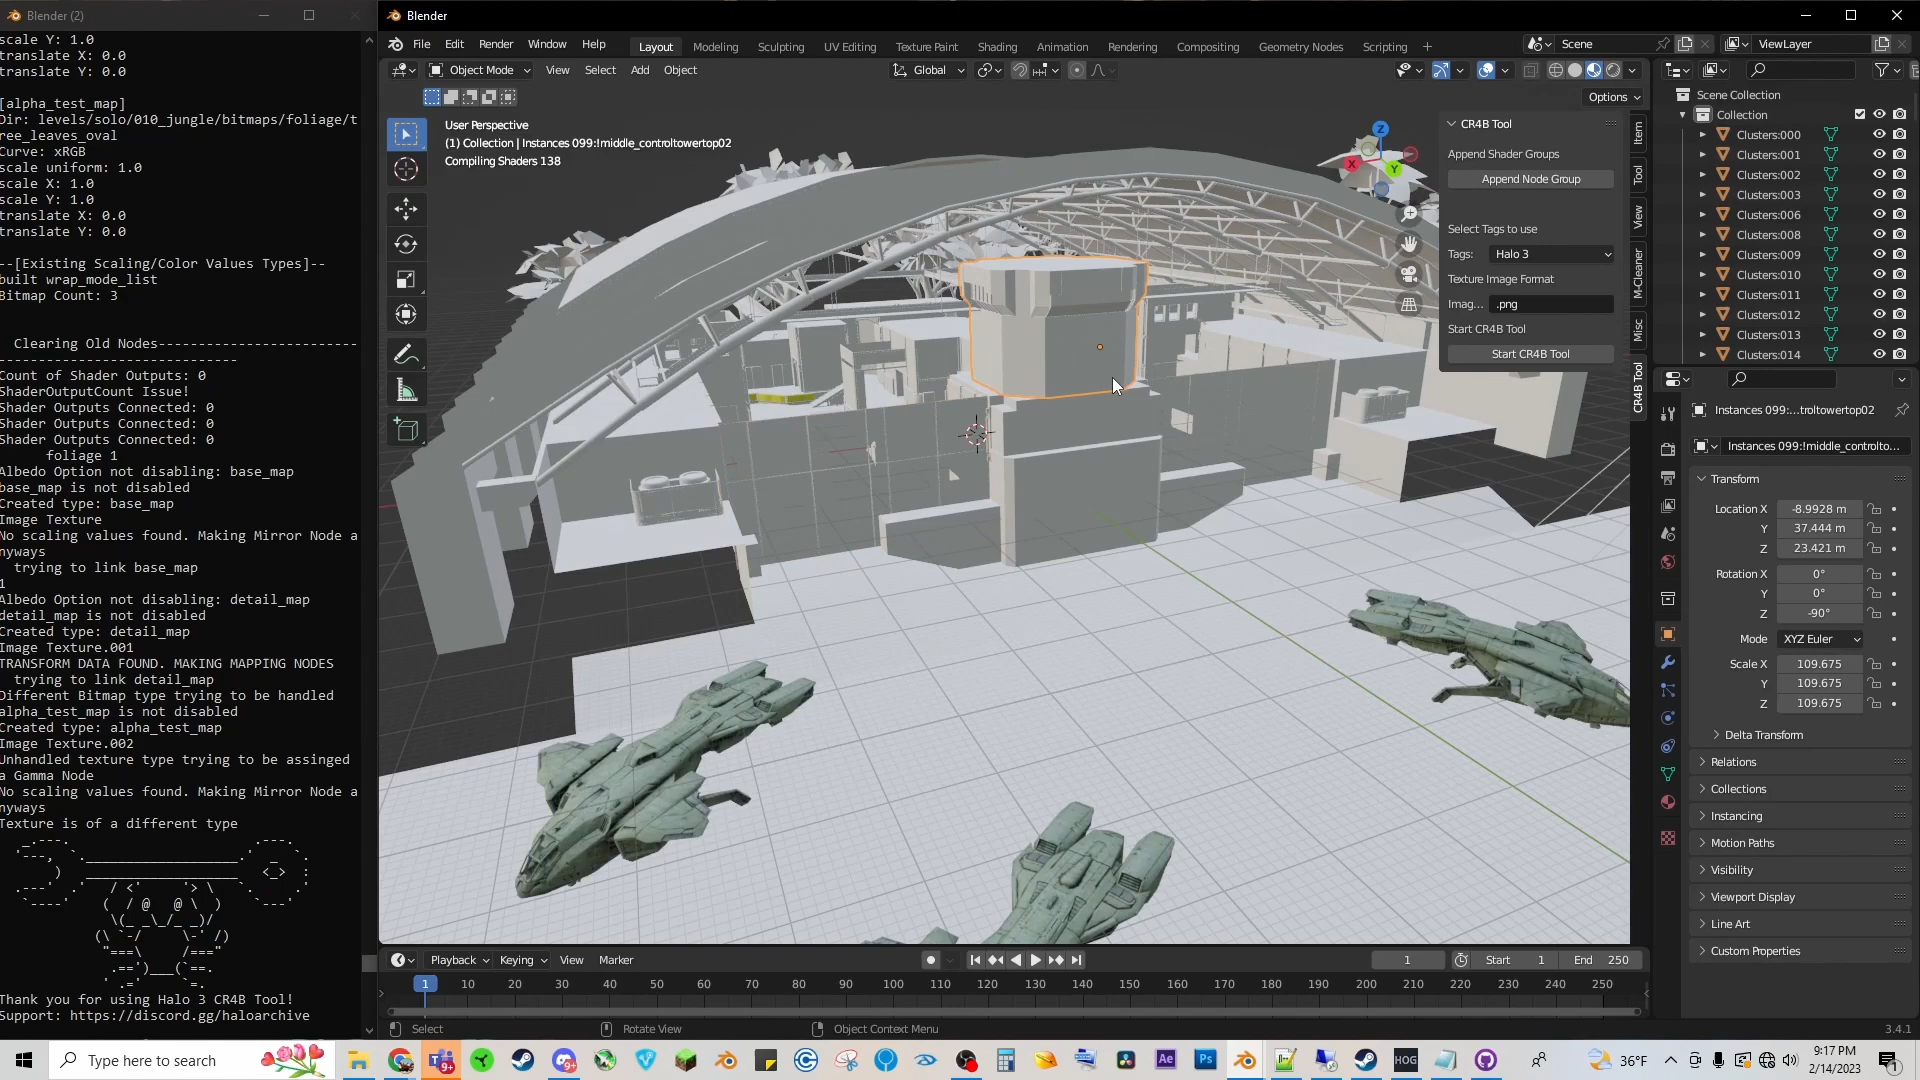 Blender (2)
scale Y: 1.0
translate X: 0.0
translate Y: 0.0
[alpha_test_map]
Dir: levels/solo/010_jungle/bitmaps/foliage/t
ree_leaves_oval
Curve: xRGB
scale uniform: 1.0
scale X: 1.0
scale Y: 1.0
translate X: 0.0
translate Y: 0.0
--[Existing Scaling/Color Values Types]--
built wrap_mode_list
Bitmap Count: 3
Clearing Old Nodes-------------------------
------------------------------
Count of Shader Outputs: 0
ShaderOutputCount Issue!
Shader Outputs Connected: 0
Shader Outputs Connected: 0
Shader Outputs Connected: 0
foliage 1
Albedo Option not disabling: base_map
base_map is not disabled
Created type: base_map
Image Texture
No scaling values found. Making Mirror Node a
nyways
trying to link base_map
1
Albedo Option not disabling: detail_map
detail_map is not disabled
Created type: detail_map
Image Texture.001
TRANSFORM DATA FOUND. MAKING MAPPING NODES
trying to link detail_map
Different Bitmap type trying to be handled
alpha_test_map is not disabled
Created type: alpha_test_map
Image Texture.002
Unhandled texture type trying to be assinged
a Gamma Node
No scaling values found. Making Mirror Node a
nyways
Texture is of a different type
Thank you for using Halo 3 CR4B Tool!
Support: https://discord.gg/haloarchive
Blender
File Edit Render Window Help
Layout Modeling Sculpting UV Editing Texture Paint Shading Animation Rendering Compositing Geometry Nodes Scripting +
Scene
ViewLayer
Object Mode View Select Add Object
Global
Options
User Perspective
(1) Collection | Instances 099:!middle_controltowertop02
Compiling Shaders 138
Z
X
Y
CR4B Tool
Append Shader Groups
Append Node Group
Select Tags to use
Tags: Halo 3
Texture Image Format
Imag... .png
Start CR4B Tool
Start CR4B Tool
Item
Tool
View
M-Cleaner
Misc
CR4B Tool
Scene Collection
Collection
Clusters:000
Clusters:001
Clusters:002
Clusters:003
Clusters:006
Clusters:008
Clusters:009
Clusters:010
Clusters:011
Clusters:012
Clusters:013
Clusters:014
Instances 099:...troltowertop02
Instances 099:!middle_controlto...
Transform
Location X -8.9928 m
Y 37.444 m
Z 23.421 m
Rotation X 0°
Y 0°
Z -90°
Mode XYZ Euler
Scale X 109.675
Y 109.675
Z 109.675
Delta Transform
Relations
Collections
Instancing
Motion Paths
Visibility
Viewport Display
Line Art
Custom Properties
Playback Keying View Marker
1 Start 1 End 250
1 10 20 30 40 50 60 70 80 90 100 110 120 130 140 150 160 170 180 190 200 210 220 230 240 250
Select Rotate View Object Context Menu
3.4.1
Type here to search
9+
9+
Ae
Ps
HOG
36°F
9:17 PM
2/14/2023
1